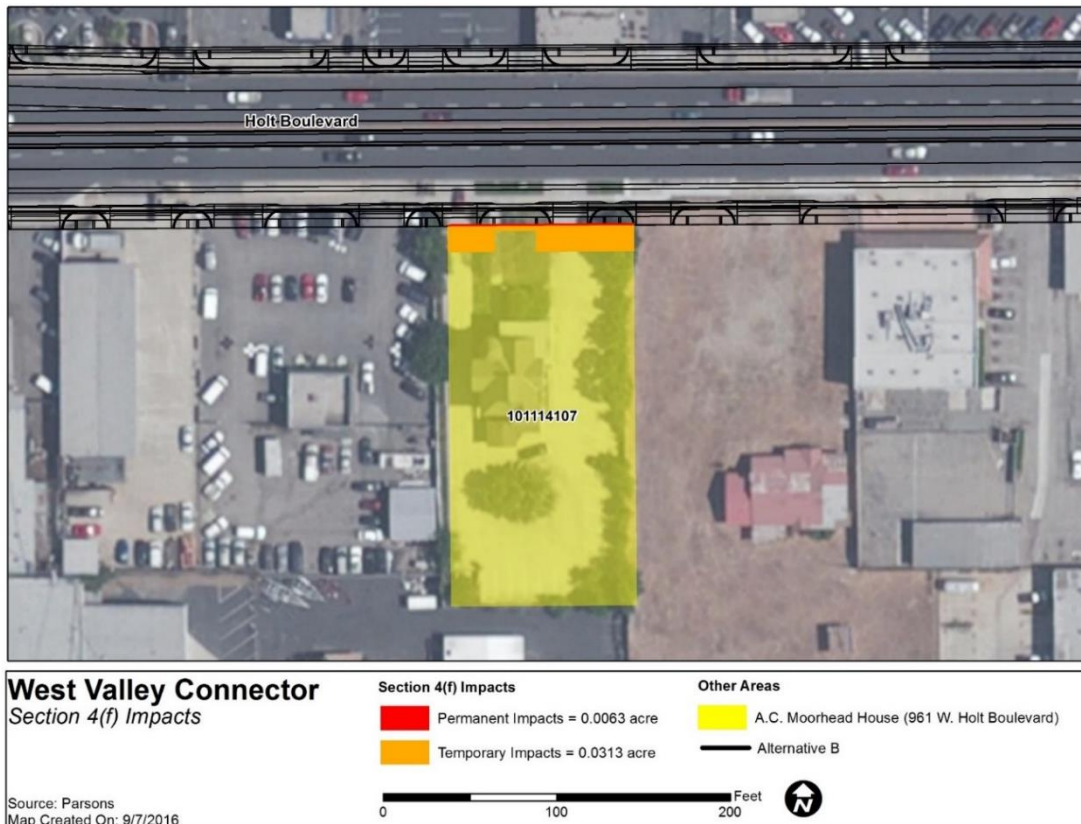 Holt Boulevard
101114107
West Valley Connector
Section 4(f) Impacts
Source: Parsons
Map Created On: 9/7/2016
Section 4(f) Impacts
Permanent Impacts = 0.0063 acre
Temporary Impacts = 0.0313 acre
Other Areas
A.C. Moorhead House (961 W. Holt Boulevard)
Alternative B
Feet
0 100 200
N